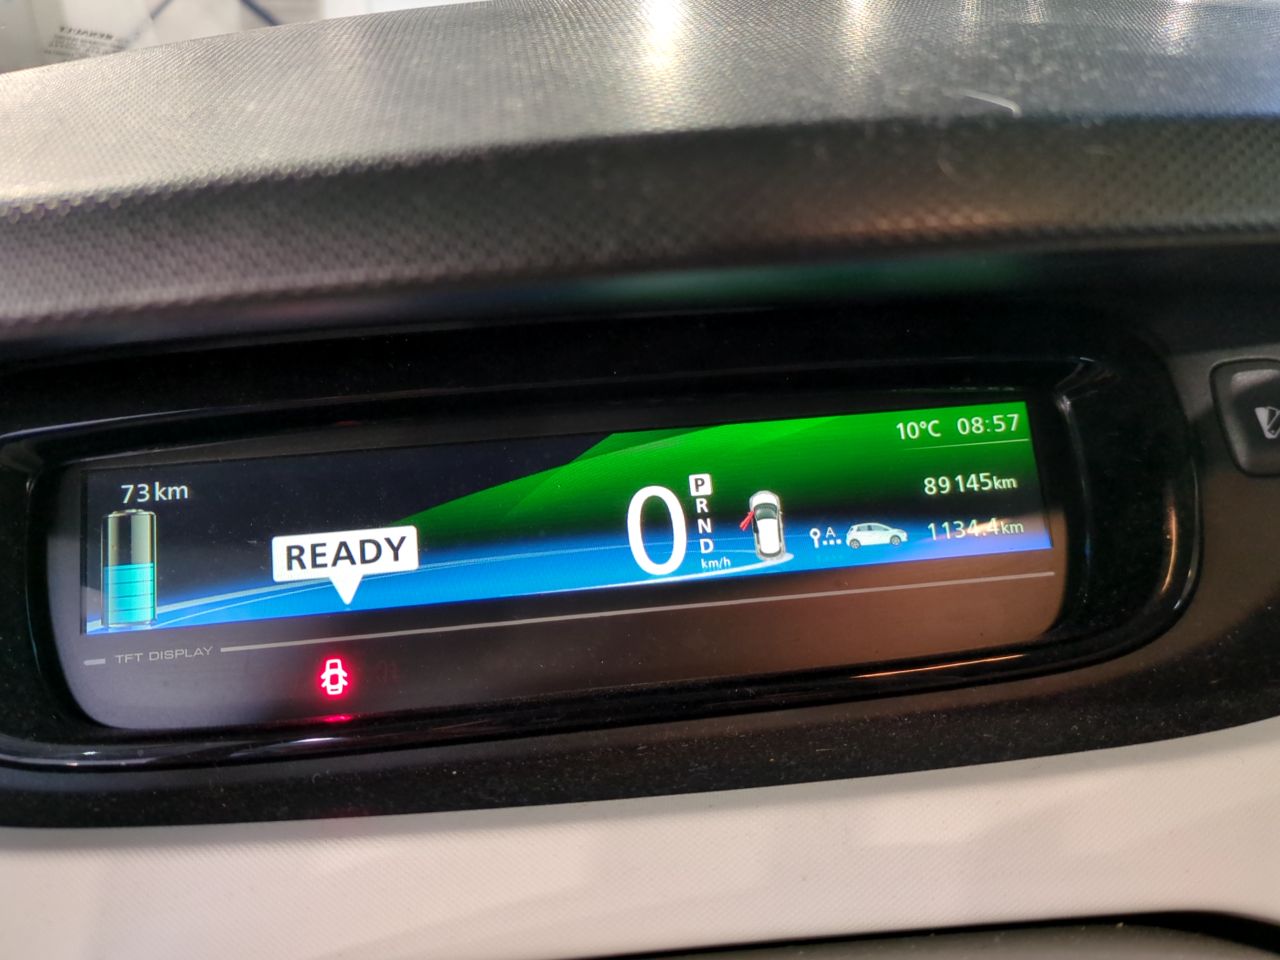 10°C 08:57
73km
89145km
READY
0
P
R
N
D
km/h
A
1134.4km
TFT DISPLAY